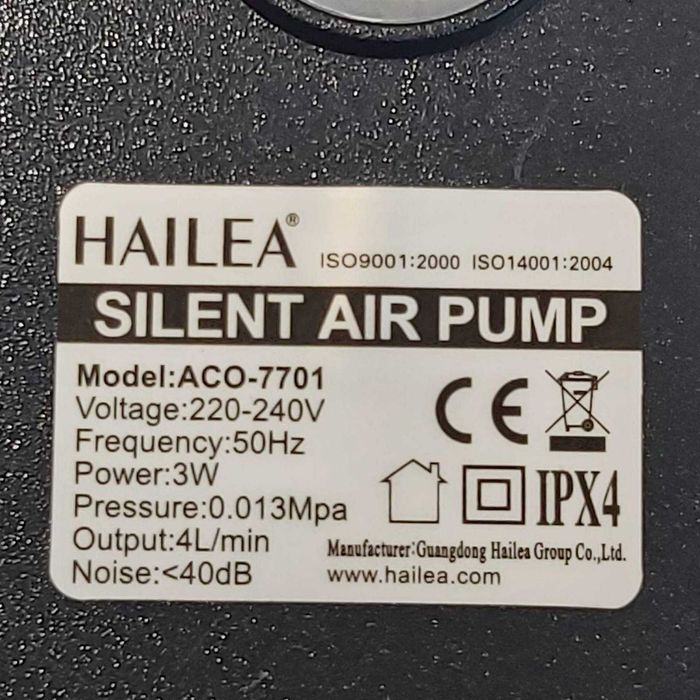 HAILEA® ISO9001:2000 ISO14001:2004
SILENT AIR PUMP
Model:ACO-7701
Voltage:220-240V
Frequency:50Hz
Power:3W
Pressure:0.013Mpa
Output:4L/min
Noise:<40dB
CE
IPX4
Manufacturer:Guangdong Hailea Group Co.,Ltd.
www.hailea.com